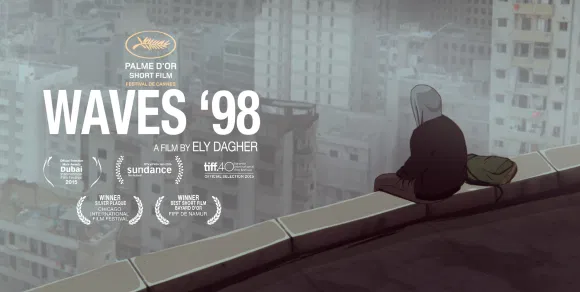 PALME D'OR
SHORT FILM
FESTIVAL DE CANNES
WAVES ‘98
A FILM BY ELY DAGHER
Dubai
2015
sundance
tiff.40
OFFICIAL SELECTION 2015
WINNER
SILVER PLAQUE
CHICAGO
INTERNATIONAL
FILM FESTIVAL
WINNER
BEST SHORT FILM
BAYARD D'OR
FIFF DE NAMUR